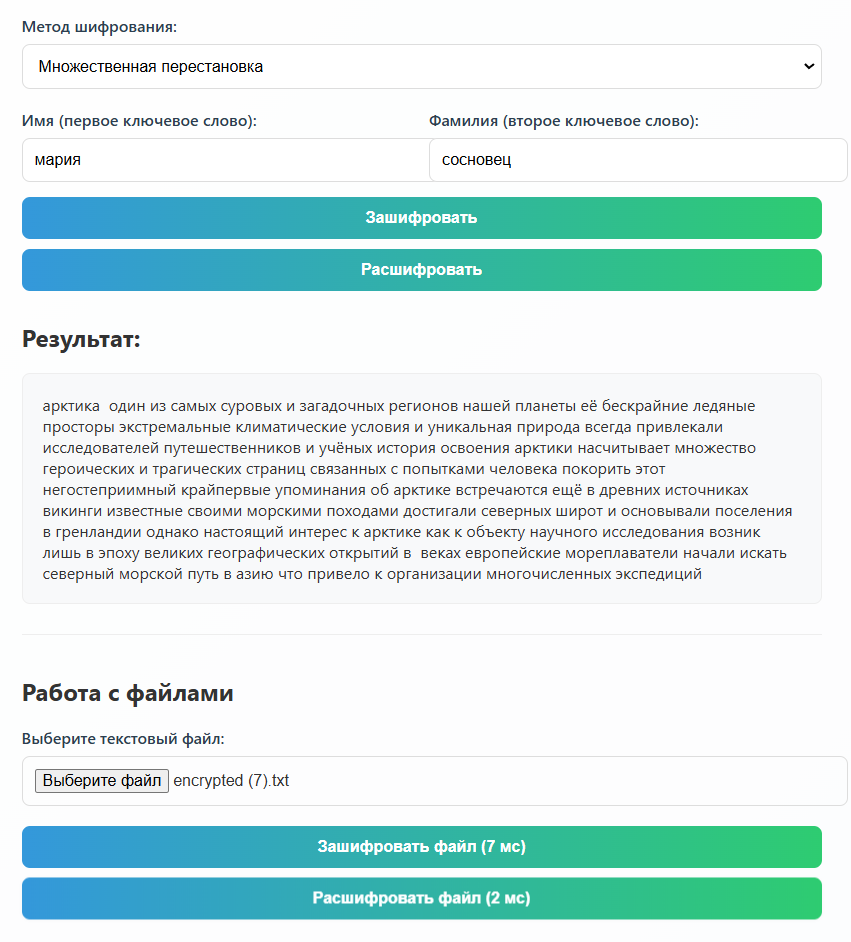 Метод шифрования:
Множественная перестановка
Имя (первое ключевое слово): Фамилия (второе ключевое слово):
мария сосновец
Зашифровать
Расшифровать
Результат:
арктика  один из самых суровых и загадочных регионов нашей планеты её бескрайние ледяные
просторы экстремальные климатические условия и уникальная природа всегда привлекали
исследователей путешественников и учёных история освоения арктики насчитывает множество
героических и трагических страниц связанных с попытками человека покорить этот
негостеприимный крайпервые упоминания об арктике встречаются ещё в древних источниках
викинги известные своими морскими походами достигали северных широт и основывали поселения
в гренландии однако настоящий интерес к арктике как к объекту научного исследования возник
лишь в эпоху великих географических открытий в  веках европейские мореплаватели начали искать
северный морской путь в азию что привело к организации многочисленных экспедиций
Работа с файлами
Выберите текстовый файл:
Выберите файл encrypted (7).txt
Зашифровать файл (7 мс)
Расшифровать файл (2 мс)